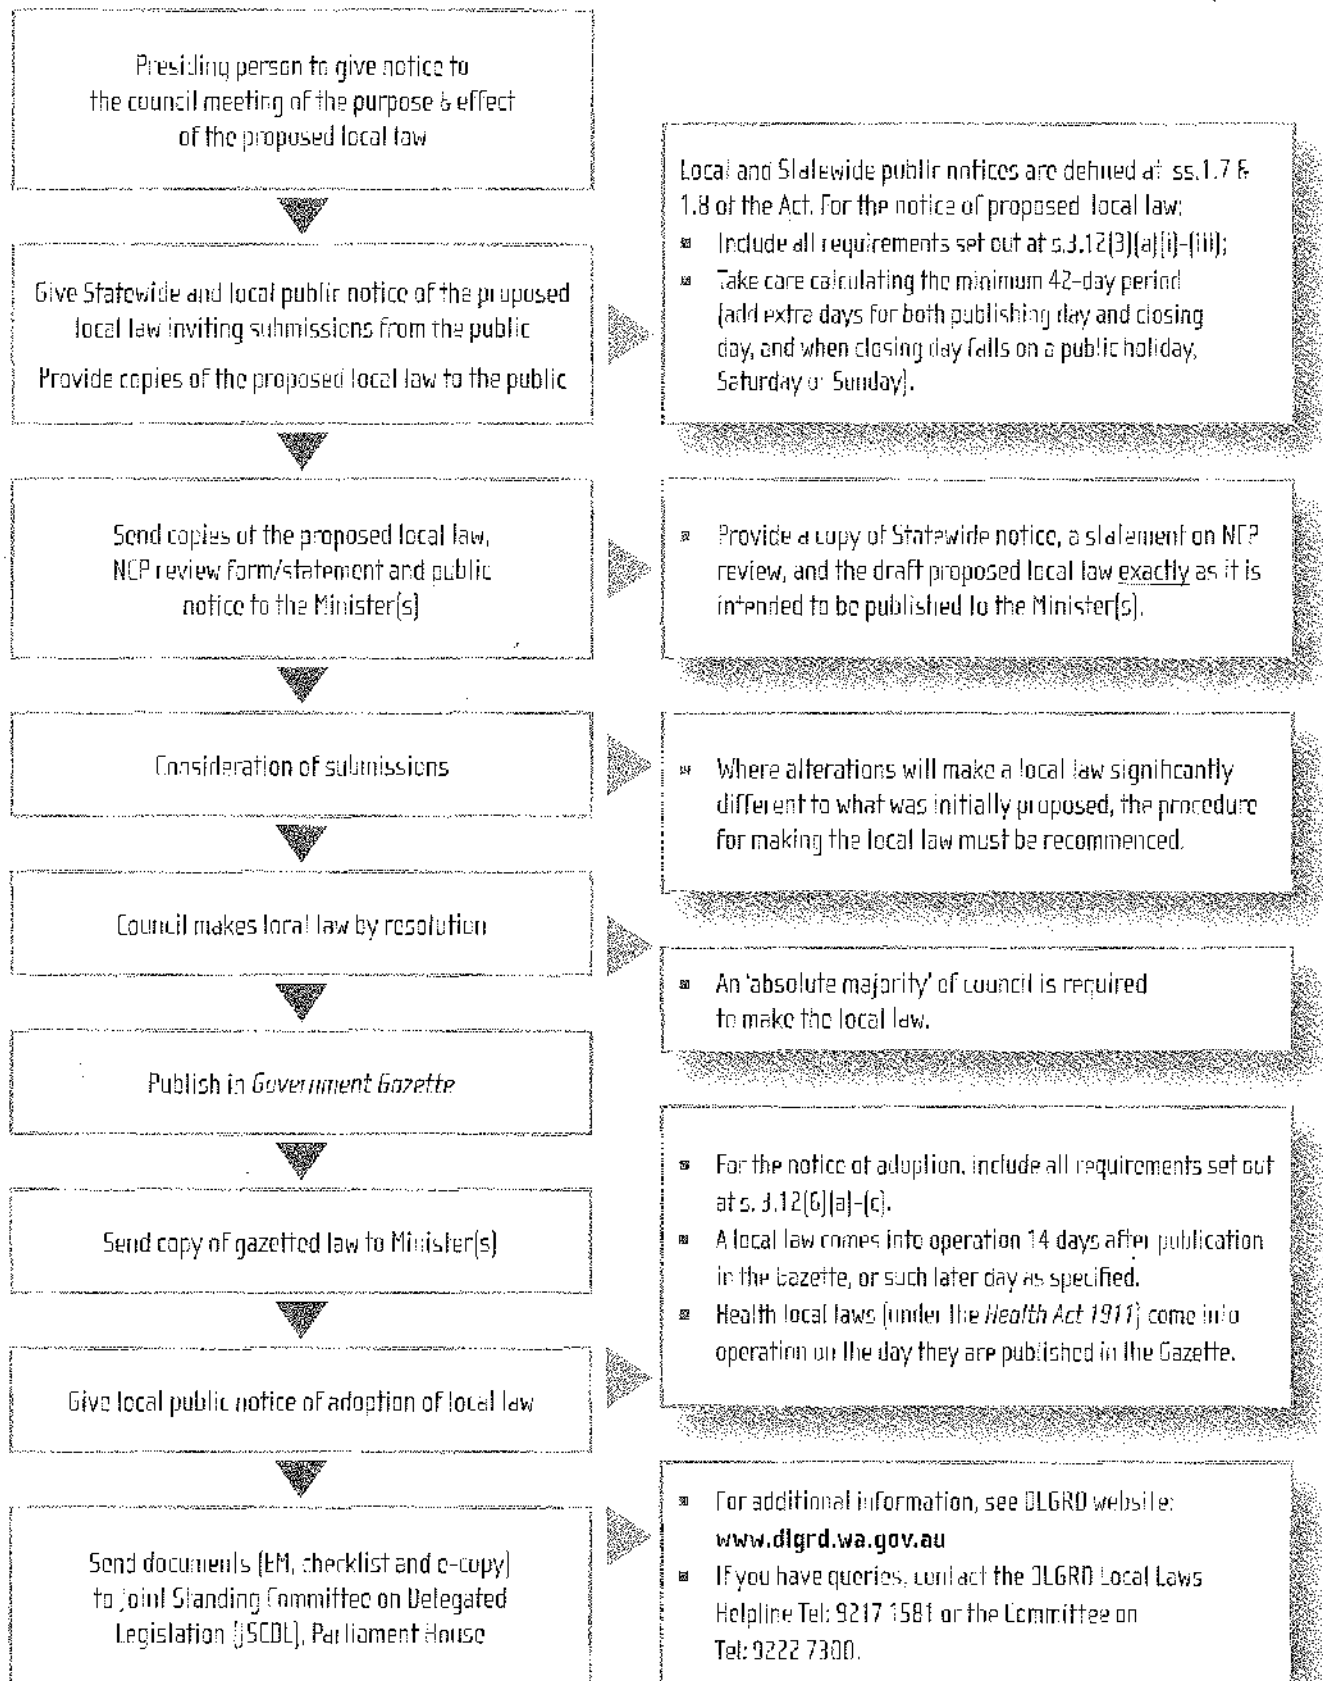 Presiding person to give notice to
the council meeting of the purpose & effect
of the proposed local law
Give Statewide and local public notice of the proposed
local law inviting submissions from the public
Provide copies of the proposed local law to the public
Local and Statewide public notices are defined at ss.1.7 &
1.8 of the Act. For the notice of proposed local law:
Include all requirements set out at s.3.12(3)(a)(i)-(iii);
Take care calculating the minimum 42-day period
(add extra days for both publishing day and closing
day, and when closing day falls on a public holiday,
Saturday or Sunday).
Send copies of the proposed local law,
NCP review form/statement and public
notice to the Minister(s)
Provide a copy of Statewide notice, a statement on NCP
review, and the draft proposed local law exactly as it is
intended to be published to the Minister(s).
Consideration of submissions
Where alterations will make a local law significantly
different to what was initially proposed, the procedure
for making the local law must be recommenced.
Council makes local law by resolution
An 'absolute majority' of council is required
to make the local law.
Publish in Government Gazette
Send copy of gazetted law to Minister(s)
Give local public notice of adoption of local law
For the notice of adoption, include all requirements set out
at s. 3.12(6)(a)-(c).
A local law comes into operation 14 days after publication
in the Gazette, or such later day as specified.
Health local laws (under the Health Act 1911) come into
operation on the day they are published in the Gazette.
Send documents (EM, checklist and e-copy)
to Joint Standing Committee on Delegated
Legislation (JSCDL), Parliament House
For additional information, see DLGRD website:
www.dlgrd.wa.gov.au
If you have queries, contact the DLGRD Local Laws
Helpline Tel: 9217 1581 or the Committee on
Tel: 9222 7300.